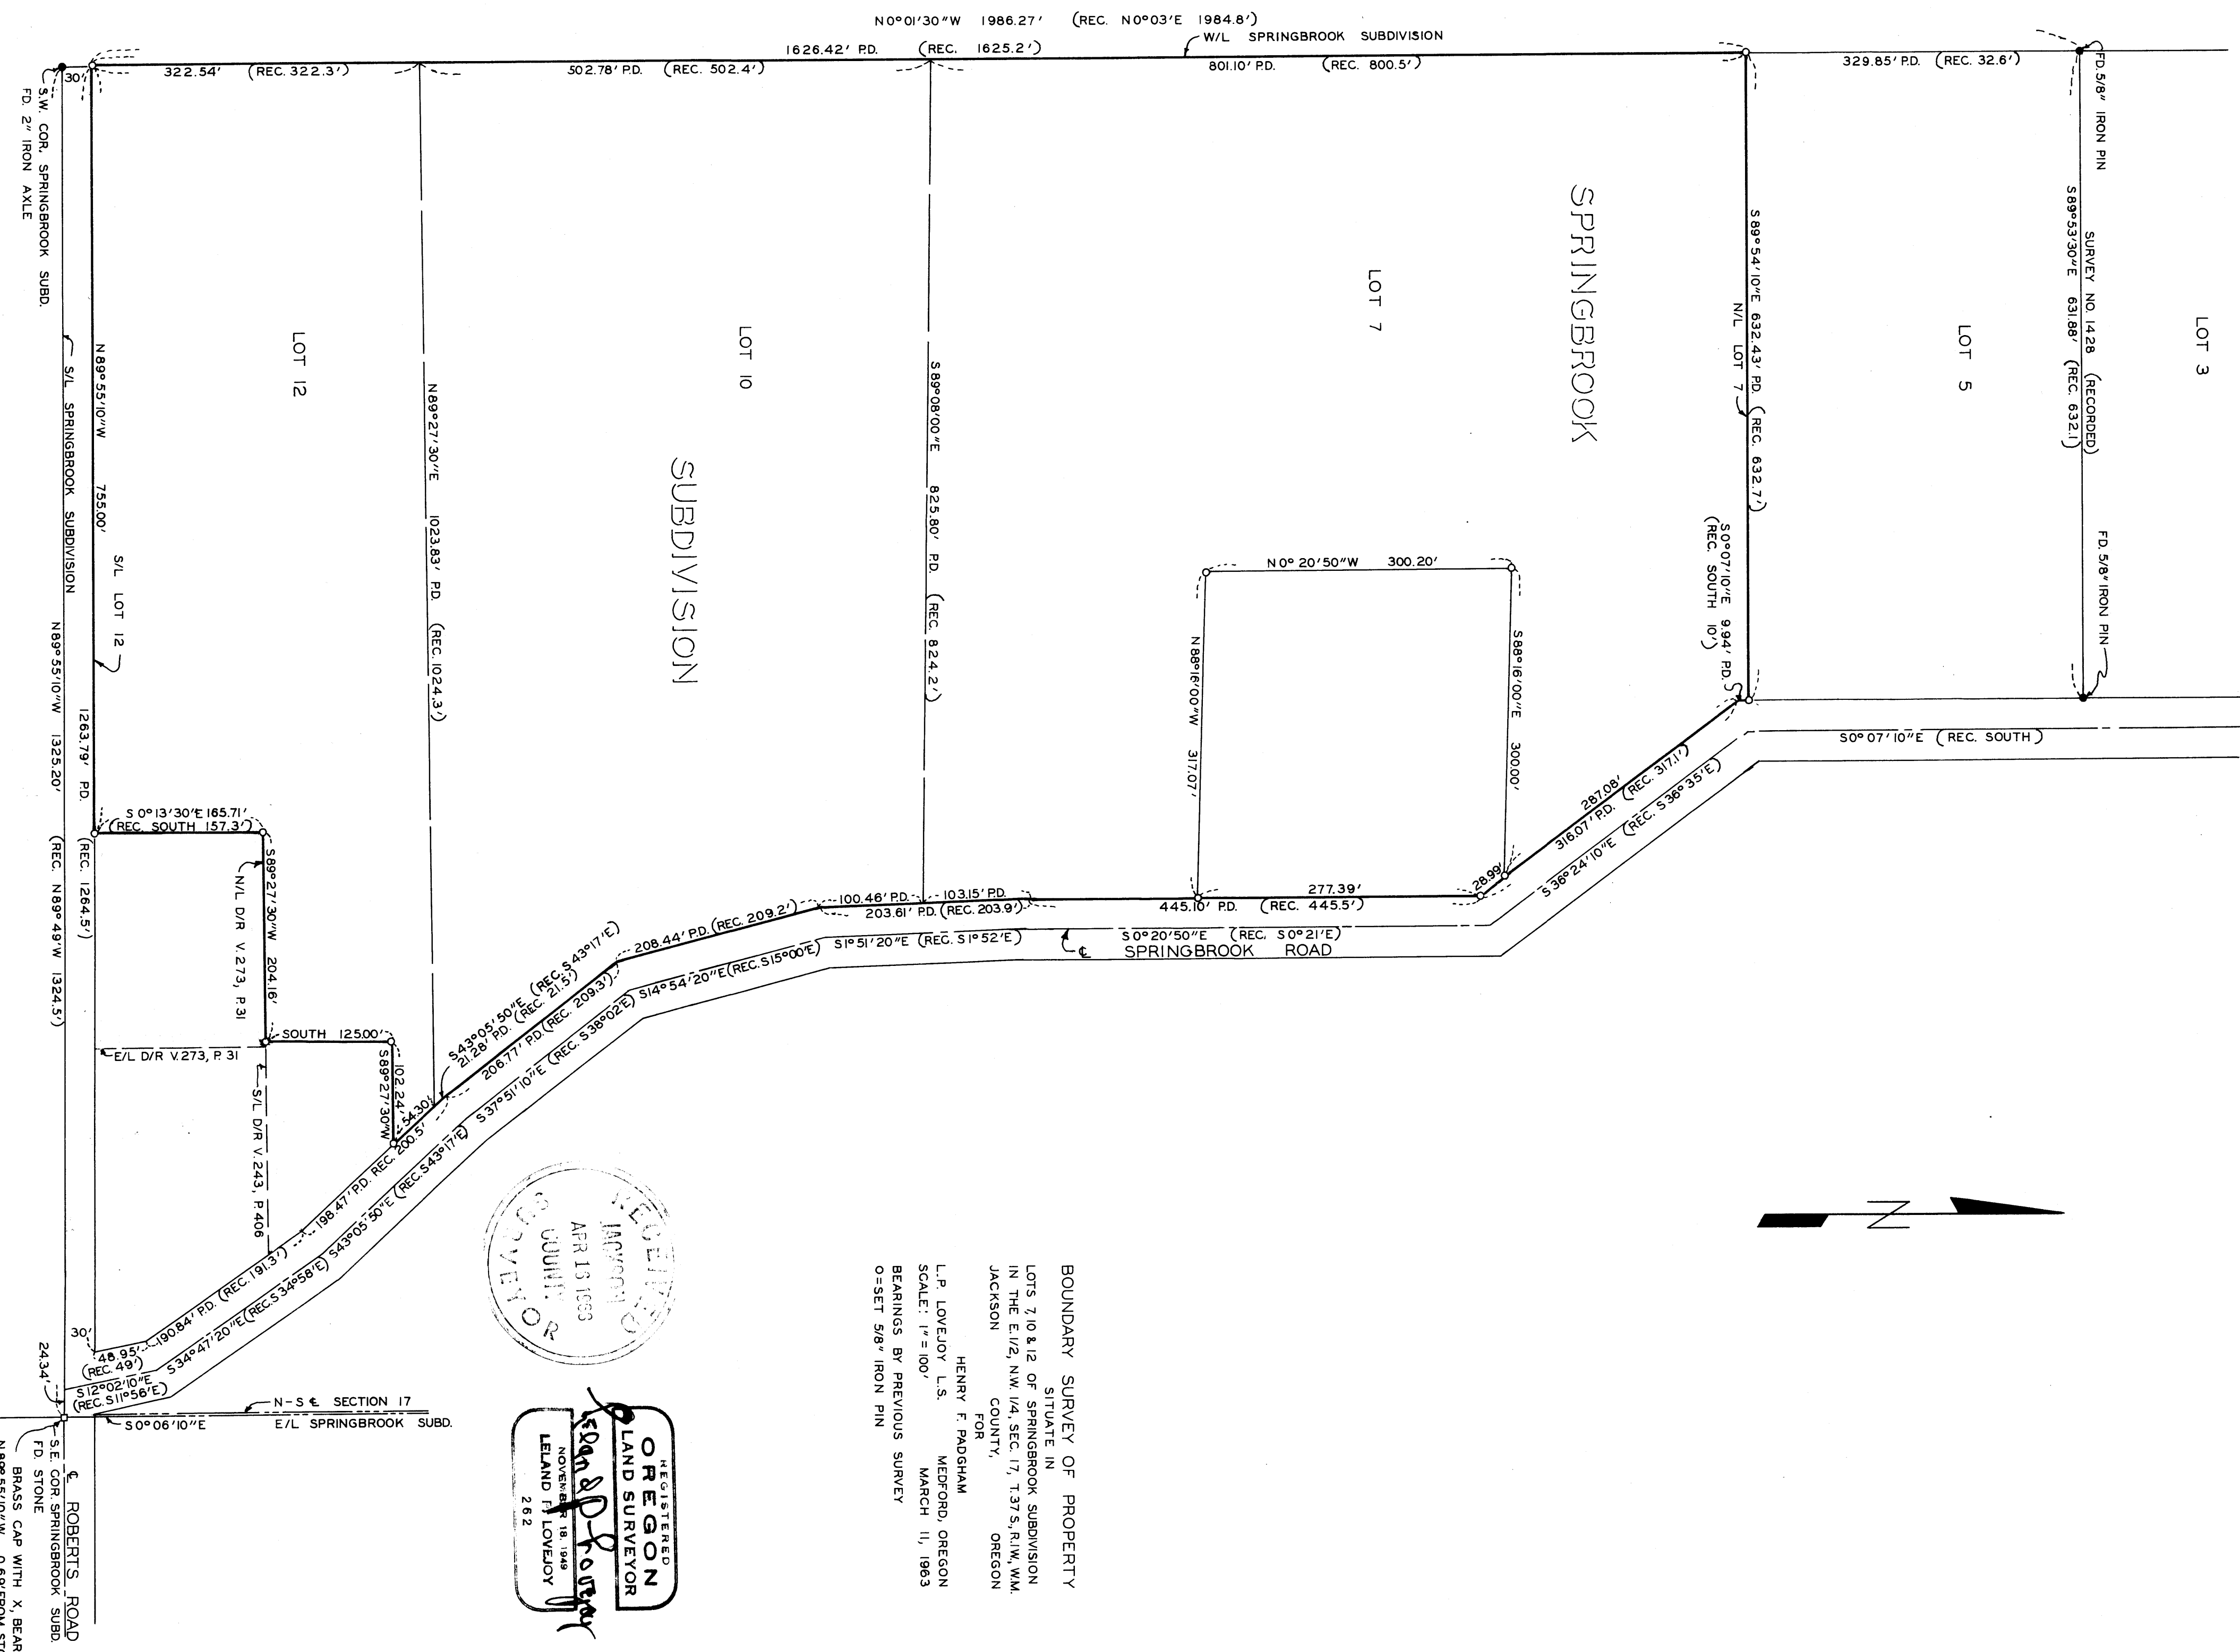 N0°01'30"W 1986.27' (REC. N0°03'E 1984.8')
1626.42' P.D. (REC. 1625.2')
W/L SPRINGBROOK SUBDIVISION
30'
322.54' (REC. 322.3')
502.78' P.D. (REC. 502.4')
801.10' P.D. (REC. 800.5')
329.85' P.D. (REC. 32.6')
FD. 5/8" IRON PIN
S.W. COR. SPRINGBROOK SUBD.
FD. 2" IRON AXLE
SURVEY NO. 1428 (RECORDED)
S89°53'30"E 631.88' (REC. 632.1)
LOT 3
LOT 5
FD. 5/8" IRON PIN
S89°54'10"E 632.43' P.D. (REC. 632.7')
N/L LOT 7
S0°07'10"E 9.94' P.D.
(REC. SOUTH 10')
SPRINGBROOK
LOT 7
LOT 10
LOT 12
SUBDIVISION
S89°08'00"E 825.80' P.D. (REC. 824.2')
N89°27'30"E 1023.83' P.D. (REC. 1024.3')
N89°55'10"W 755.00'
S/L LOT 12
S/L SPRINGBROOK SUBDIVISION
1263.79' P.D. (REC. 1264.5')
N89°55'10"W 1325.20' (REC. N89°49'W 1324.5')
N0°20'50"W 300.20'
N88°16'00"W 317.07'
S88°16'00"E 300.00'
S0°07'10"E (REC. SOUTH)
287.08'
316.07' P.D. (REC. 317.1')
S36°24'10"E (REC. S36°35'E)
28.99'
277.39'
445.10' P.D. (REC. 445.5')
S0°20'50"E (REC. S0°21'E)
℄ SPRINGBROOK ROAD
100.46' P.D. 103.15' P.D.
203.61' P.D. (REC. 203.9')
S1°51'20"E (REC. S1°52'E)
208.44' P.D. (REC. 209.2')
S14°54'20"E (REC. S15°00'E)
S43°05'50"E (REC. S43°17'E)
21.28' P.D. (REC. 21.5')
206.77' P.D. (REC. 209.3')
S37°51'10"E (REC. S38°02'E)
S0°13'30"E 165.71'
(REC. SOUTH 157.3')
S89°27'30"W 204.16'
N/L D/R V.273, P.31
SOUTH 125.00'
E/L D/R V.273, P. 31
102.24'
S89°27'30"W
54.30'
S/L D/R V.243, P. 406
198.47' P.D. REC. 200.5'
S43°05'50"E (REC. S43°17'E)
190.84' P.D. (REC. 191.3')
S34°47'20"E (REC. S34°58'E)
30'
48.95'
(REC. 49')
S12°02'10"E
(REC. S11°56'E)
24.34'
N-S ℄ SECTION 17
S0°06'10"E E/L SPRINGBROOK SUBD.
℄ ROBERTS ROAD
S.E. COR. SPRINGBROOK SUBD.
FD. STONE
BRASS CAP WITH X, BEAR
N
BOUNDARY SURVEY OF PROPERTY
SITUATE IN
LOTS 7, 10 & 12 OF SPRINGBROOK SUBDIVISION
IN THE E. 1/2, N.W. 1/4, SEC. 17, T.37 S., R.1W., W.M.
JACKSON COUNTY, OREGON
FOR
HENRY F. PADGHAM
L.P. LOVEJOY L.S. MEDFORD, OREGON
SCALE: 1" = 100' MARCH 11, 1963
BEARINGS BY PREVIOUS SURVEY
O=SET 5/8" IRON PIN
RECEIVED
JACKSON
APR 16 1963
COUNTY
SURVEYOR
REGISTERED
OREGON
LAND SURVEYOR
Leland P. Lovejoy
NOVEMBER 18, 1949
LELAND P. LOVEJOY
262